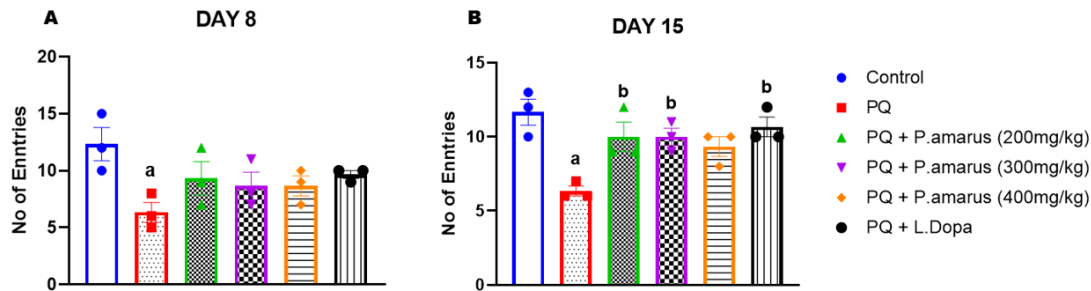 A
DAY 8
No of Enntries
20
15
10
5
0
a
B
DAY 15
No of Enntries
15
10
5
0
a
b
b
b
Control
PQ
PQ + P.amarus (200mg/kg)
PQ + P.amarus (300mg/kg)
PQ + P.amarus (400mg/kg)
PQ + L.Dopa